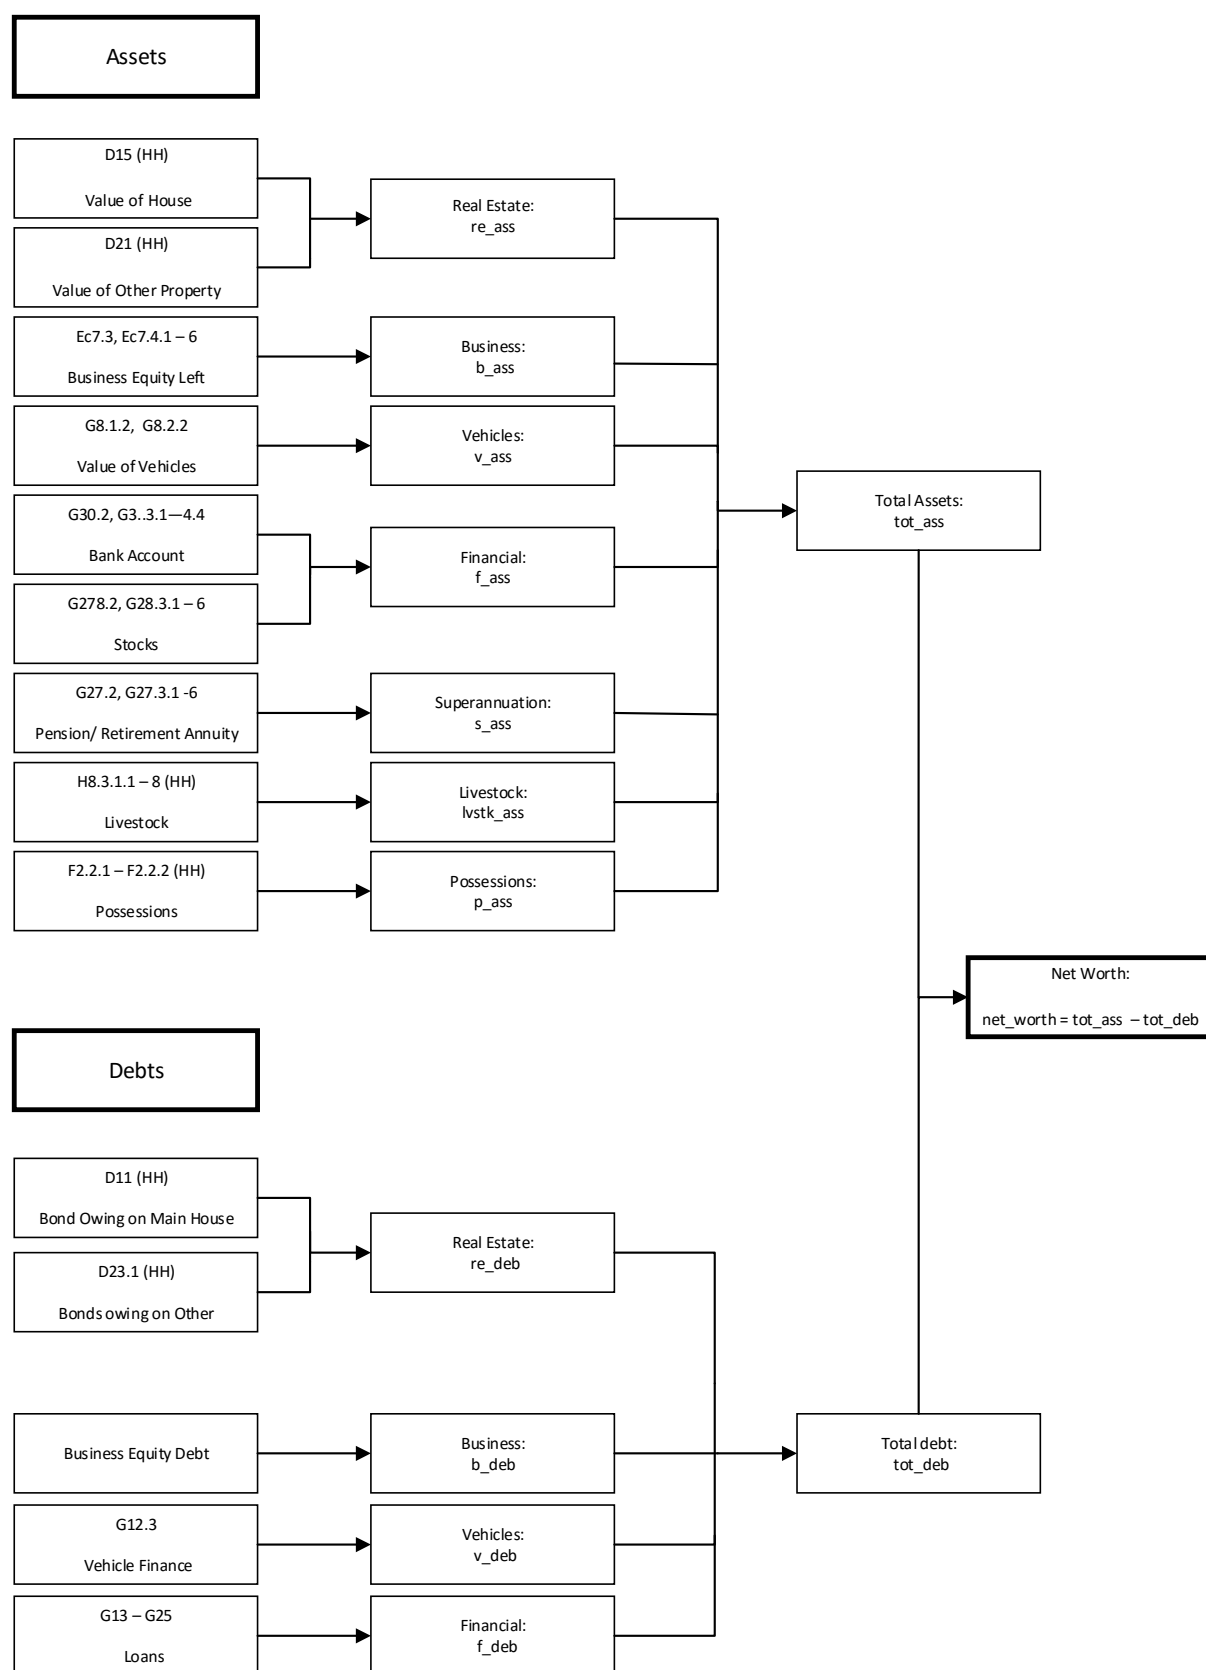 Assets
D15 (HH)
Value of House
D21 (HH)
Value of Other Property
Real Estate:
re_ass
Ec7.3, Ec7.4.1 – 6
Business Equity Left
Business:
b_ass
G8.1.2, G8.2.2
Value of Vehicles
Vehicles:
v_ass
G30.2, G3..3.1—4.4
Bank Account
G278.2, G28.3.1 – 6
Stocks
Financial:
f_ass
G27.2, G27.3.1 -6
Pension/ Retirement Annuity
Superannuation:
s_ass
H8.3.1.1 – 8 (HH)
Livestock
Livestock:
lvstk_ass
F2.2.1 – F2.2.2 (HH)
Possessions
Possessions:
p_ass
Total Assets:
tot_ass
Net Worth:
net_worth = tot_ass – tot_deb
Debts
D11 (HH)
Bond Owing on Main House
D23.1 (HH)
Bonds owing on Other
Real Estate:
re_deb
Business Equity Debt
Business:
b_deb
G12.3
Vehicle Finance
Vehicles:
v_deb
G13 – G25
Loans
Financial:
f_deb
Total debt:
tot_deb